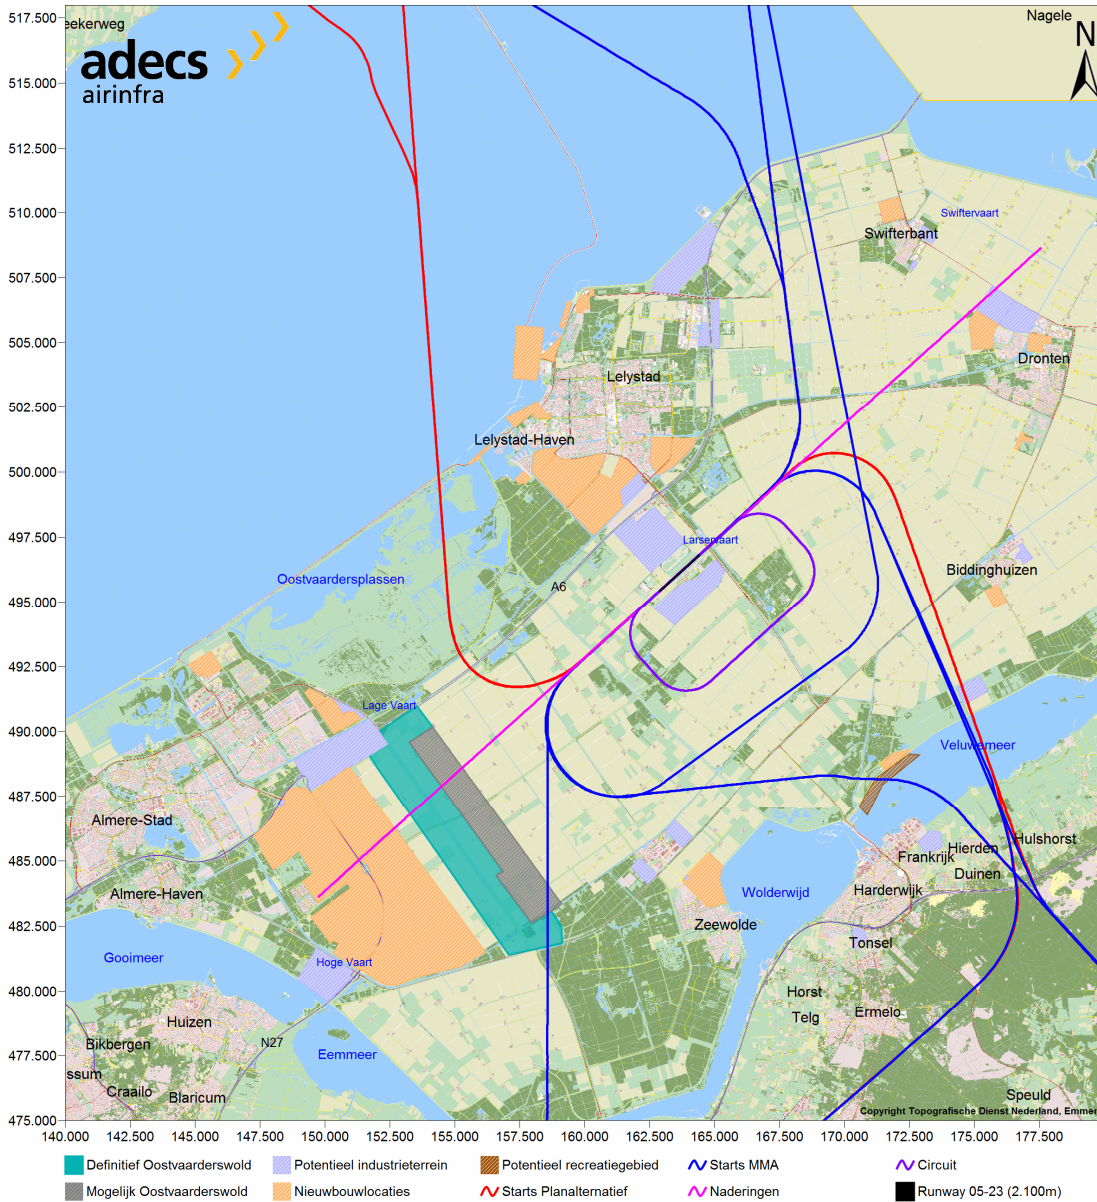 517.500
515.000
512.500
510.000
507.500
505.000
502.500
500.000
497.500
495.000
492.500
490.000
487.500
485.000
482.500
480.000
477.500
475.000
eekerweg
adecs
airinfra
Nagele
N
Swiftervaart
Swifterbant
Dronten
Lelystad
Lelystad-Haven
Larservaart
Biddinghuizen
Oostvaardersplassen
A6
Lage Vaart
Veluwemeer
Almere-Stad
Hulshorst
Hierden
Frankrijk
Duinen
Almere-Haven
Wolderwijd
Harderwijk
Zeewolde
Tonsel
Gooimeer
Hoge Vaart
Horst
Telg
Ermelo
Huizen
Bikbergen
N27
Eemmeer
ssum
Craailo
Blaricum
Speuld
Copyright Topografische Dienst Nederland, Emmen
140.000 142.500 145.000 147.500 150.000 152.500 155.000 157.500 160.000 162.500 165.000 167.500 170.000 172.500 175.000 177.500
Definitief Oostvaarderswold
Potentieel industrieterrein
Potentieel recreatiegebied
Starts MMA
Circuit
Mogelijk Oostvaarderswold
Nieuwbouwlocaties
Starts Planalternatief
Naderingen
Runway 05-23 (2.100m)